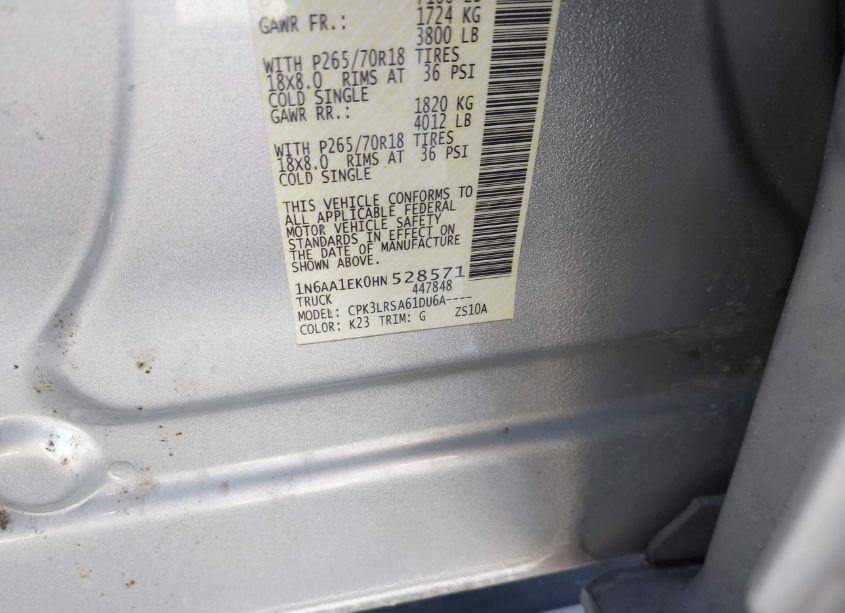 GAWR FR.: 1724 KG
3800 LB
WITH P265/70R18 TIRES
18X8.0 RIMS AT 36 PSI
COLD SINGLE
GAWR RR.: 1820 KG
4012 LB
WITH P265/70R18 TIRES
18X8.0 RIMS AT 36 PSI
COLD SINGLE
THIS VEHICLE CONFORMS TO
ALL APPLICABLE FEDERAL
MOTOR VEHICLE SAFETY
STANDARDS IN EFFECT ON
THE DATE OF MANUFACTURE
SHOWN ABOVE.
1N6AA1EK0HN528571
TRUCK 447848
MODEL: CPK3LRSA61DU6A----
COLOR: K23 TRIM: G ZS10A